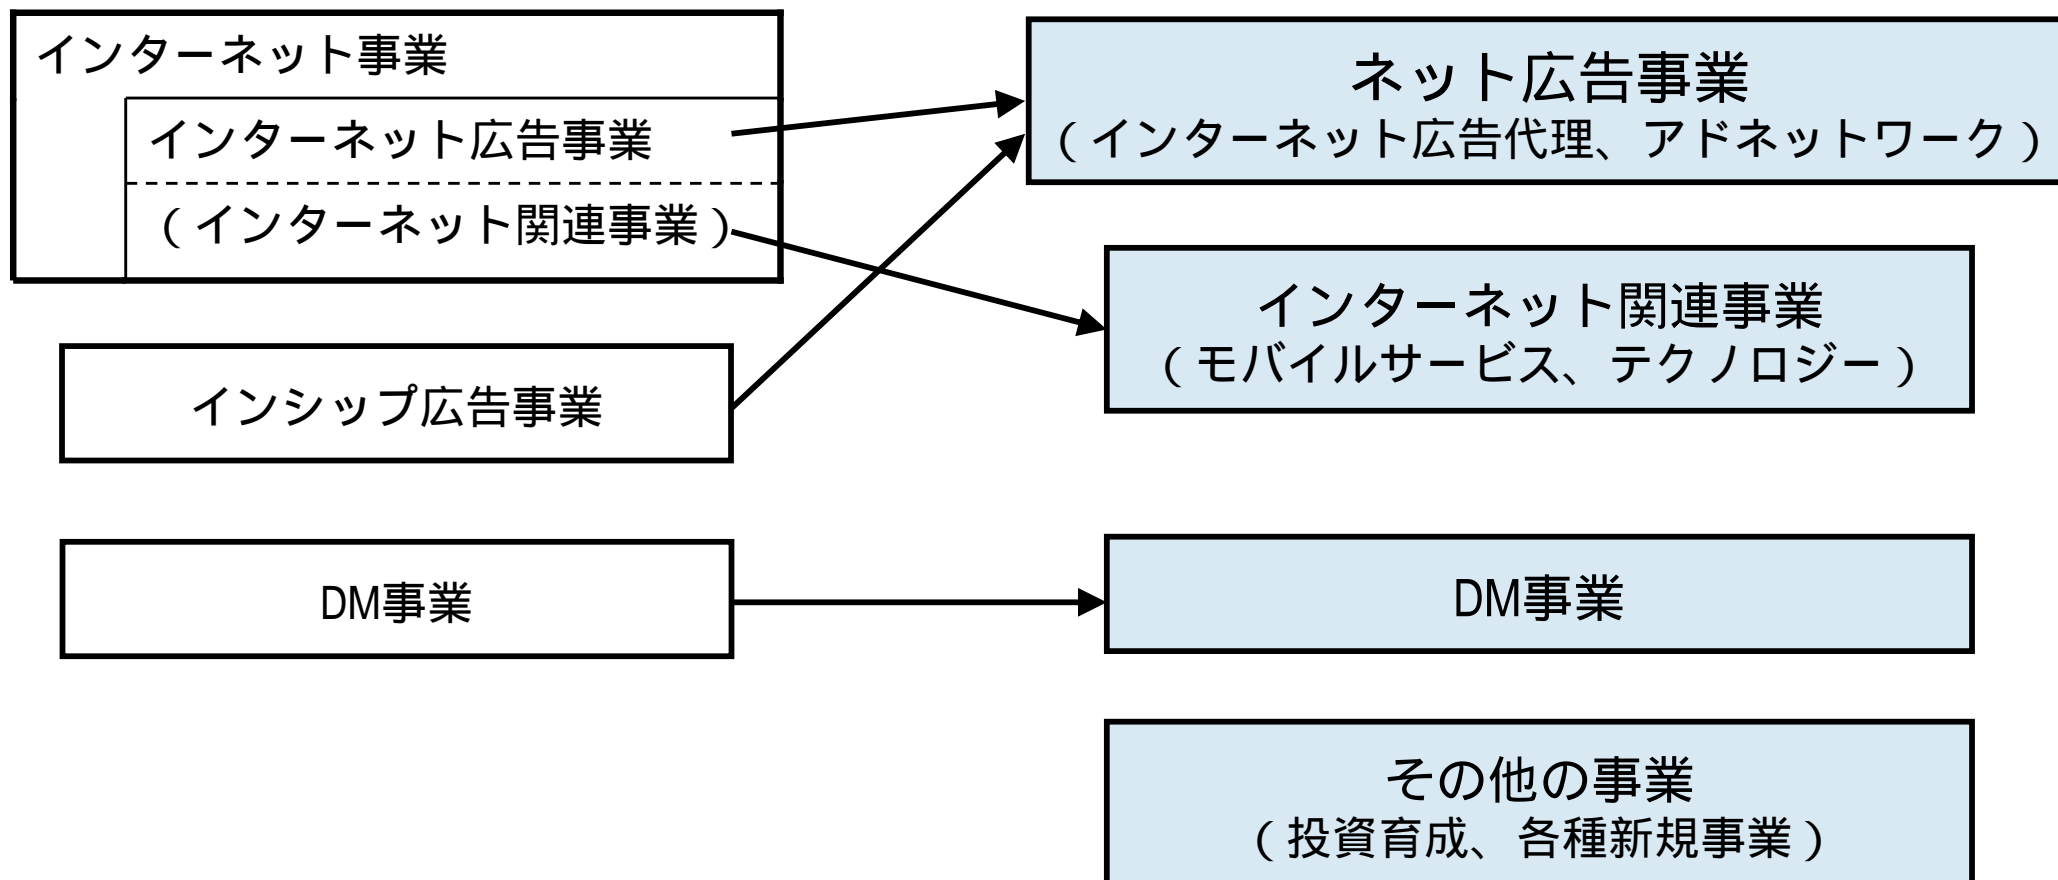 インターネット事業
インターネット広告事業
（インターネット関連事業）
インシップ広告事業
DM事業
ネット広告事業
（インターネット広告代理、アドネットワーク）
インターネット関連事業
（モバイルサービス、テクノロジー）
DM事業
その他の事業
（投資育成、各種新規事業）